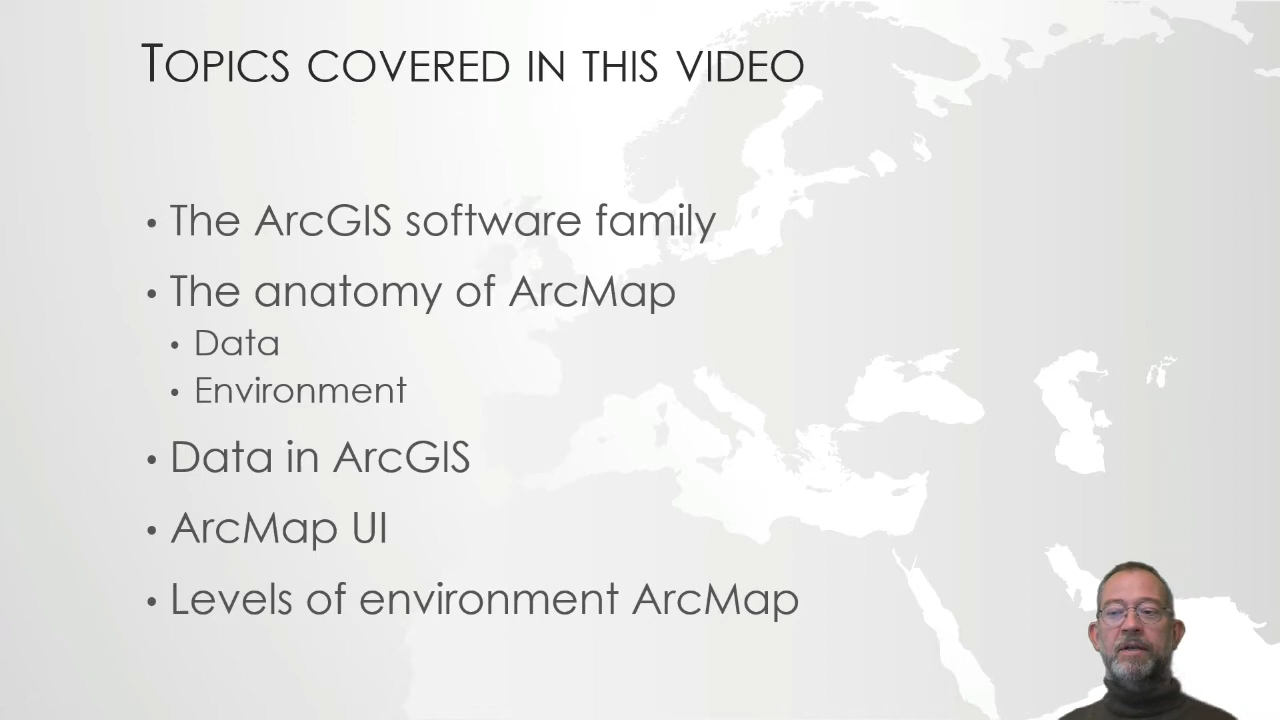 Topics covered in this video
• The ArcGIS software family
• The anatomy of ArcMap
• Data
• Environment
• Data in ArcGIS
• ArcMap UI
• Levels of environment ArcMap